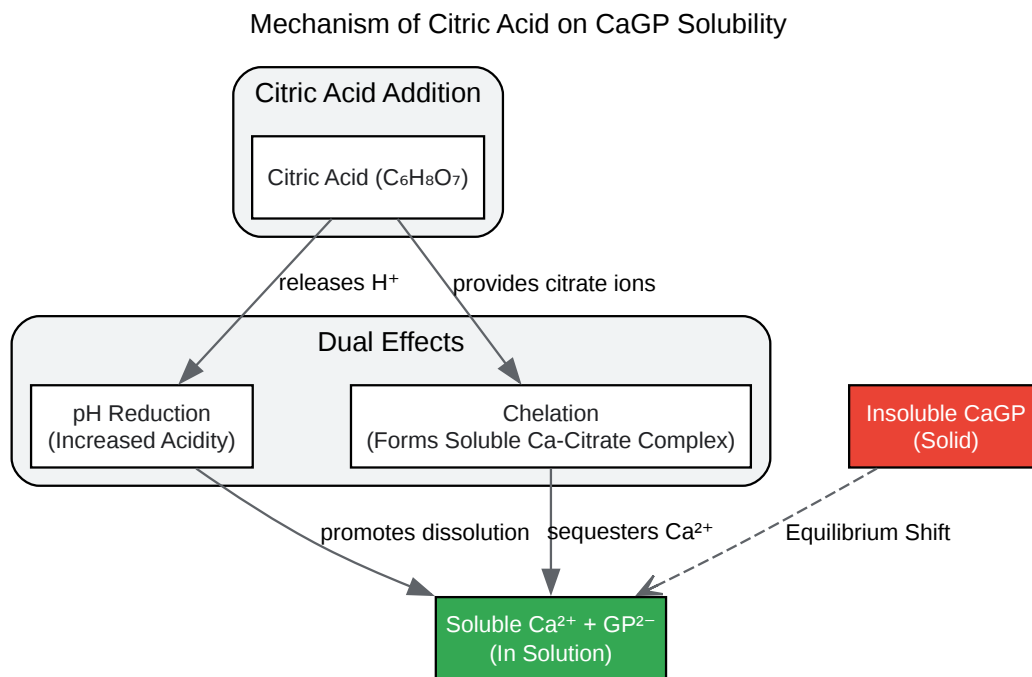 Mechanism of Citric Acid on CaGP Solubility
Citric Acid Addition
Citric Acid (C₆H₈O₇)
releases H⁺
provides citrate ions
Dual Effects
pH Reduction
(Increased Acidity)
Chelation
(Forms Soluble Ca-Citrate Complex)
Insoluble CaGP
(Solid)
promotes dissolution
sequesters Ca²⁺
Equilibrium Shift
Soluble Ca²⁺ + GP²⁻
(In Solution)